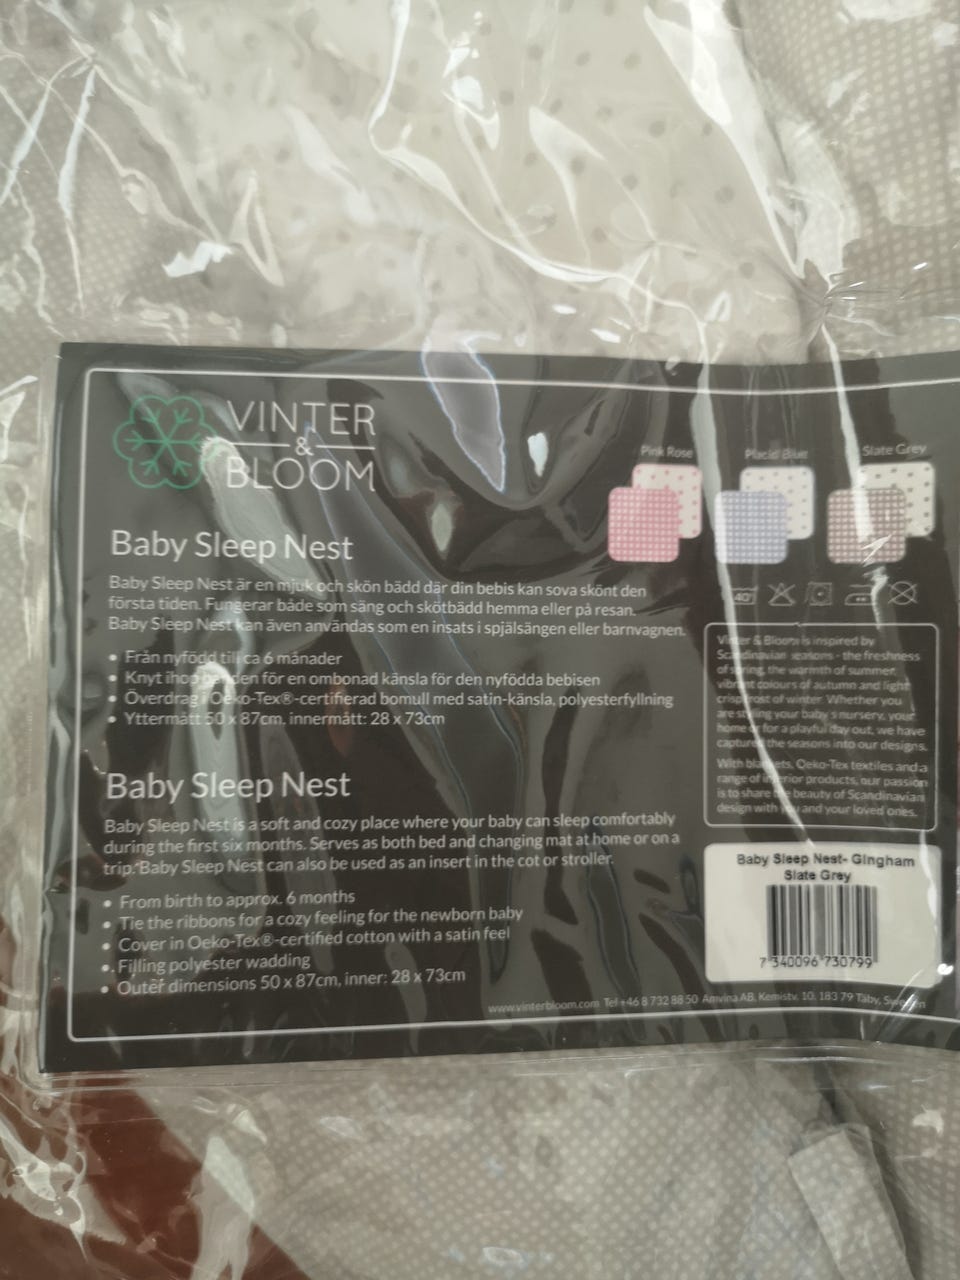 VINTER
&
BLOOM
Pink Rose
Placid Blue
Slate Grey
Baby Sleep Nest
Baby Sleep Nest är en mjuk och skön bädd där din bebis kan sova skönt den
första tiden. Fungerar både som säng och skötbädd hemma eller på resan.
Baby Sleep Nest kan även användas som en insats i spjälsängen eller barnvagnen.
• Från nyfödd till ca 6 månader
• Knyt ihop banden för en ombonad känsla för den nyfödda bebisen
• Överdrag i Oeko-Tex®-certifierad bomull med satin-känsla, polyesterfyllning
• Yttermått 50 x 87cm, innermått: 28 x 73cm
40°
Vinter & Bloom is inspired by
Scandinavian seasons - the freshness
of spring, the warmth of summer,
vibrant colours of autumn and light
crisp frost of winter. Whether you
are styling your baby's nursery, your
home or for a playful day out, we have
captured the seasons into our designs.
With blankets, Oeko-Tex textiles and a
range of interior products, our passion
is to share the beauty of Scandinavian
design with you and your loved ones.
Baby Sleep Nest
Baby Sleep Nest is a soft and cozy place where your baby can sleep comfortably
during the first six months. Serves as both bed and changing mat at home or on a
trip. Baby Sleep Nest can also be used as an insert in the cot or stroller.
• From birth to approx. 6 months
• Tie the ribbons for a cozy feeling for the newborn baby
• Cover in Oeko-Tex®-certified cotton with a satin feel
• Filling polyester wadding
• Outer dimensions 50 x 87cm, inner: 28 x 73cm
Baby Sleep Nest- Gingham
Slate Grey
7 340096 730799
www.vinterbloom.com Tel +46 8 732 88 50 Amvina AB, Kemistv. 10, 183 79 Täby, Sweden